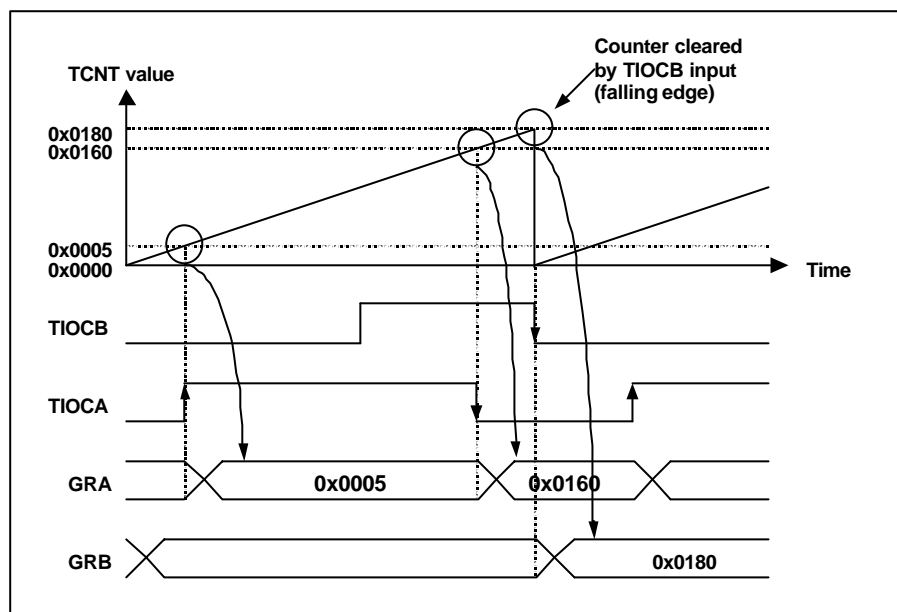 Counter cleared
by TIOCB input
(falling edge)
TCNT value
0x0180
0x0160
0x0005
0x0000
Time
TIOCB
TIOCA
GRA
0x0005
0x0160
GRB
0x0180